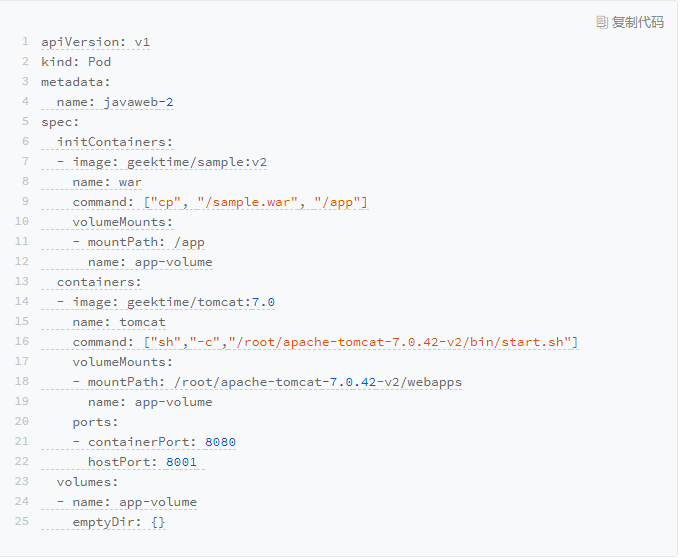 复制代码
1 apiVersion: v1
2 kind: Pod
3 metadata:
4   name: javaweb-2
5 spec:
6   initContainers:
7   - image: geektime/sample:v2
8     name: war
9     command: ["cp", "/sample.war", "/app"]
10     volumeMounts:
11     - mountPath: /app
12       name: app-volume
13   containers:
14   - image: geektime/tomcat:7.0
15     name: tomcat
16     command: ["sh","-c","/root/apache-tomcat-7.0.42-v2/bin/start.sh"]
17     volumeMounts:
18     - mountPath: /root/apache-tomcat-7.0.42-v2/webapps
19       name: app-volume
20     ports:
21     - containerPort: 8080
22       hostPort: 8001
23   volumes:
24   - name: app-volume
25     emptyDir: {}